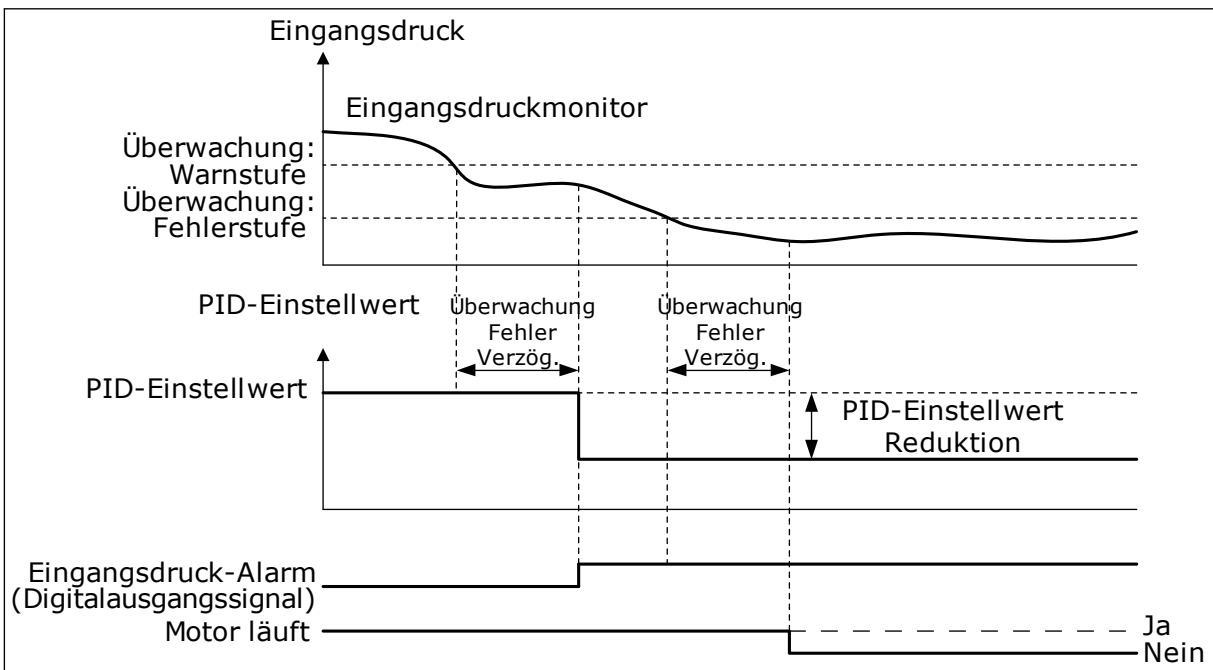 Eingangsdruck
Eingangsdruckmonitor
Überwachung:
Warnstufe
Überwachung:
Fehlerstufe
PID-Einstellwert
Überwachung
Fehler
Verzög.
Überwachung
Fehler
Verzög.
PID-Einstellwert
PID-Einstellwert
Reduktion
Eingangsdruck-Alarm
(Digitalausgangssignal)
Motor läuft
Ja
Nein